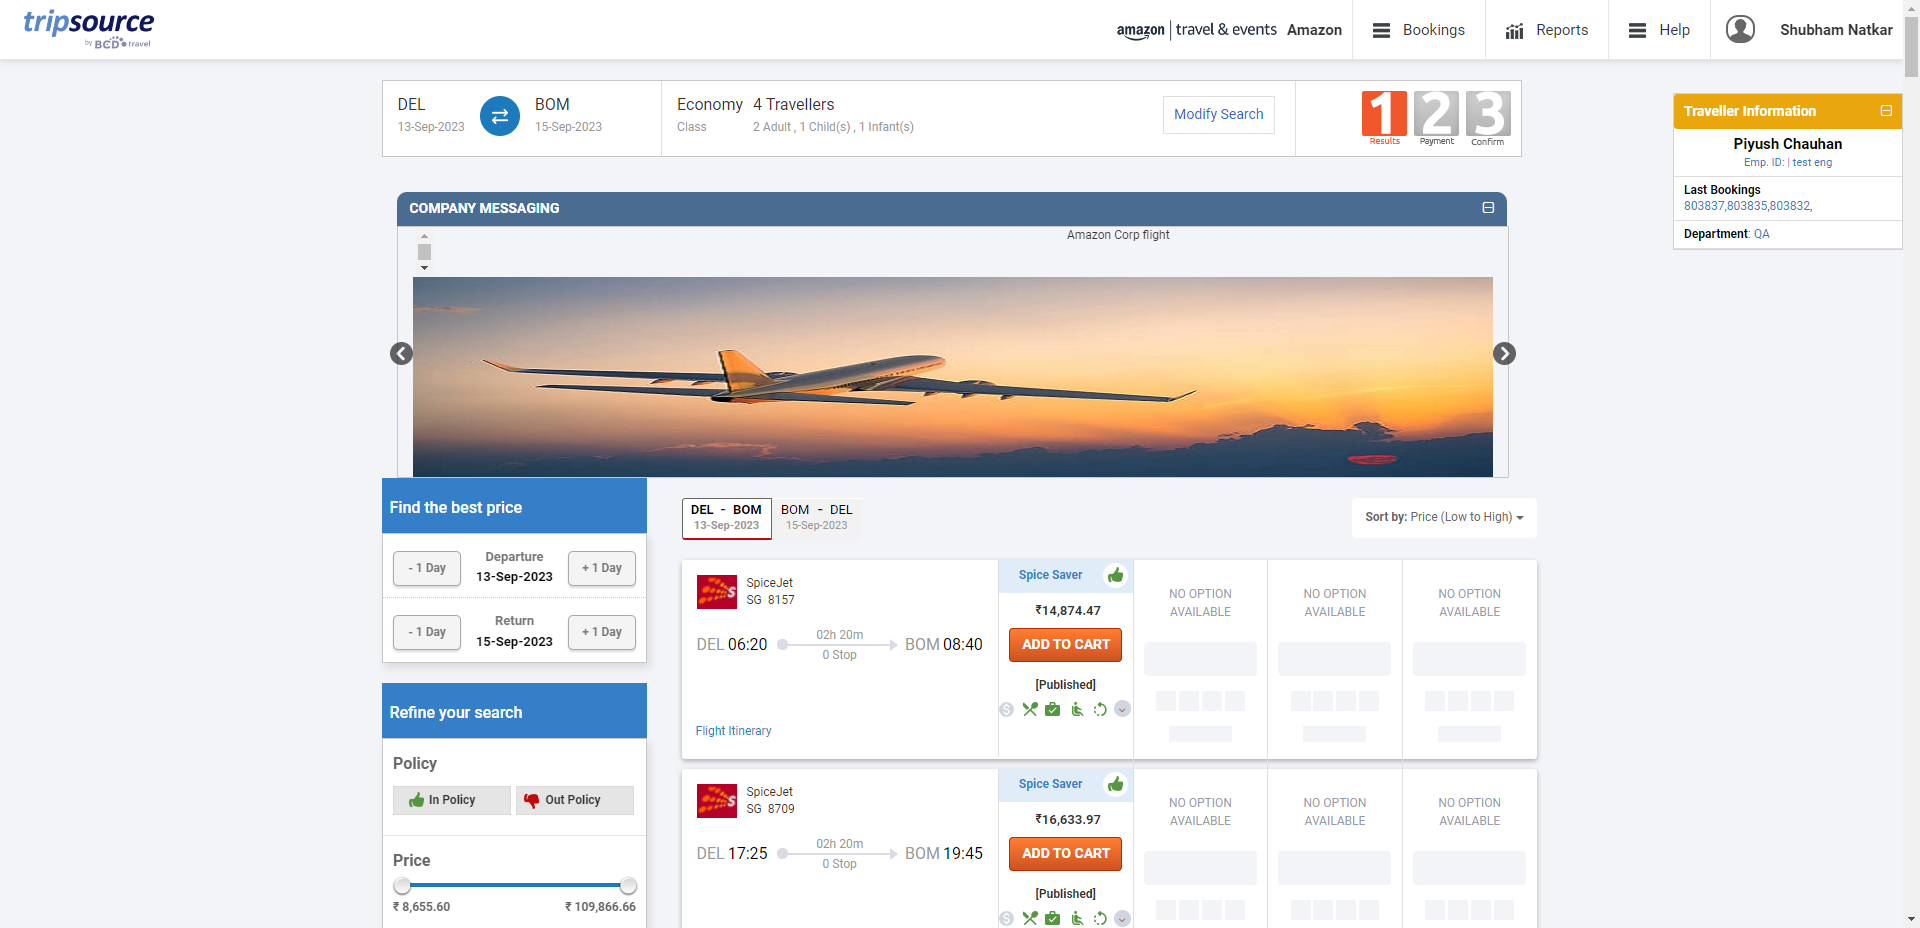 tripsource
by BCD travel
amazon | travel & events Amazon
Bookings
Reports
Help
Shubham Natkar
DEL
13-Sep-2023
BOM
15-Sep-2023
Economy
Class
4 Travellers
2 Adult , 1 Child(s) , 1 Infant(s)
Modify Search
1
Results
2
Payment
3
Confirm
Traveller Information
Piyush Chauhan
Emp. ID: | test eng
Last Bookings
803837,803835,803832,
Department: QA
COMPANY MESSAGING
Amazon Corp flight
Find the best price
- 1 Day
Departure
13-Sep-2023
+ 1 Day
- 1 Day
Return
15-Sep-2023
+ 1 Day
Refine your search
Policy
In Policy
Out Policy
Price
₹ 8,655.60
₹ 109,866.66
DEL - BOM
13-Sep-2023
BOM - DEL
15-Sep-2023
Sort by: Price (Low to High)
SpiceJet
SG 8157
DEL 06:20
02h 20m
0 Stop
BOM 08:40
Flight Itinerary
Spice Saver
₹14,874.47
ADD TO CART
[Published]
NO OPTION
AVAILABLE
NO OPTION
AVAILABLE
NO OPTION
AVAILABLE
SpiceJet
SG 8709
DEL 17:25
02h 20m
0 Stop
BOM 19:45
Spice Saver
₹16,633.97
ADD TO CART
[Published]
NO OPTION
AVAILABLE
NO OPTION
AVAILABLE
NO OPTION
AVAILABLE